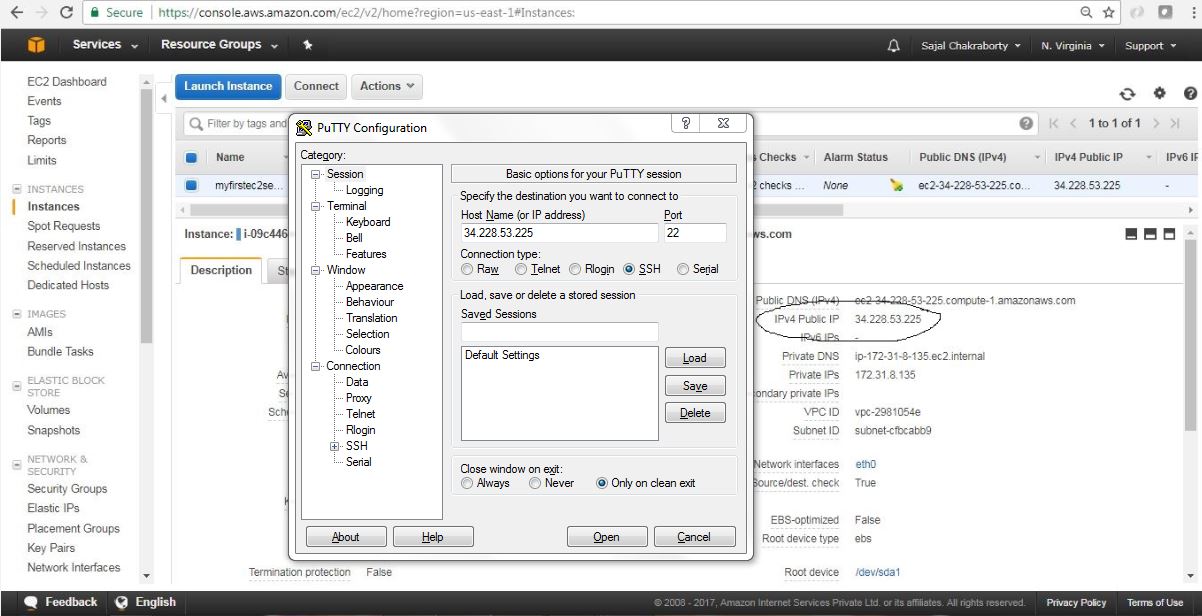 Secure https://console.aws.amazon.com/ec2/v2/home?region=us-east-1#Instances:
Services Resource Groups Sajal Chakraborty N. Virginia Support
EC2 Dashboard
Events
Tags
Reports
Limits
INSTANCES
Instances
Spot Requests
Reserved Instances
Scheduled Instances
Dedicated Hosts
IMAGES
AMIs
Bundle Tasks
ELASTIC BLOCK
STORE
Volumes
Snapshots
NETWORK &
SECURITY
Security Groups
Elastic IPs
Placement Groups
Key Pairs
Network Interfaces
Launch Instance Connect Actions
Filter by tags and
1 to 1 of 1
Name
Checks Alarm Status Public DNS (IPv4) IPv4 Public IP IPv6 IP
myfirstec2se...
checks ... None ec2-34-228-53-225.co... 34.228.53.225 -
Instance: i-09c446
ws.com
Description
PuTTY Configuration
Category:
Session
Logging
Terminal
Keyboard
Bell
Features
Window
Appearance
Behaviour
Translation
Selection
Colours
Connection
Data
Proxy
Telnet
Rlogin
SSH
Serial
Basic options for your PuTTY session
Specify the destination you want to connect to
Host Name (or IP address) Port
34.228.53.225 22
Connection type:
Raw Telnet Rlogin SSH Serial
Load, save or delete a stored session
Saved Sessions
Default Settings
Load
Save
Delete
Close window on exit:
Always Never Only on clean exit
About Help Open Cancel
Public DNS (IPv4) ec2-34-228-53-225.compute-1.amazonaws.com
IPv4 Public IP 34.228.53.225
IPv6 IPs -
Private DNS ip-172-31-8-135.ec2.internal
Private IPs 172.31.8.135
ondary private IPs
VPC ID vpc-2981054e
Subnet ID subnet-cfbcabb9
Network interfaces eth0
Source/dest. check True
EBS-optimized False
Root device type ebs
Termination protection False
Root device /dev/sda1
Feedback English
© 2008 - 2017, Amazon Internet Services Private Ltd. or its affiliates. All rights reserved. Privacy Policy Terms of Use